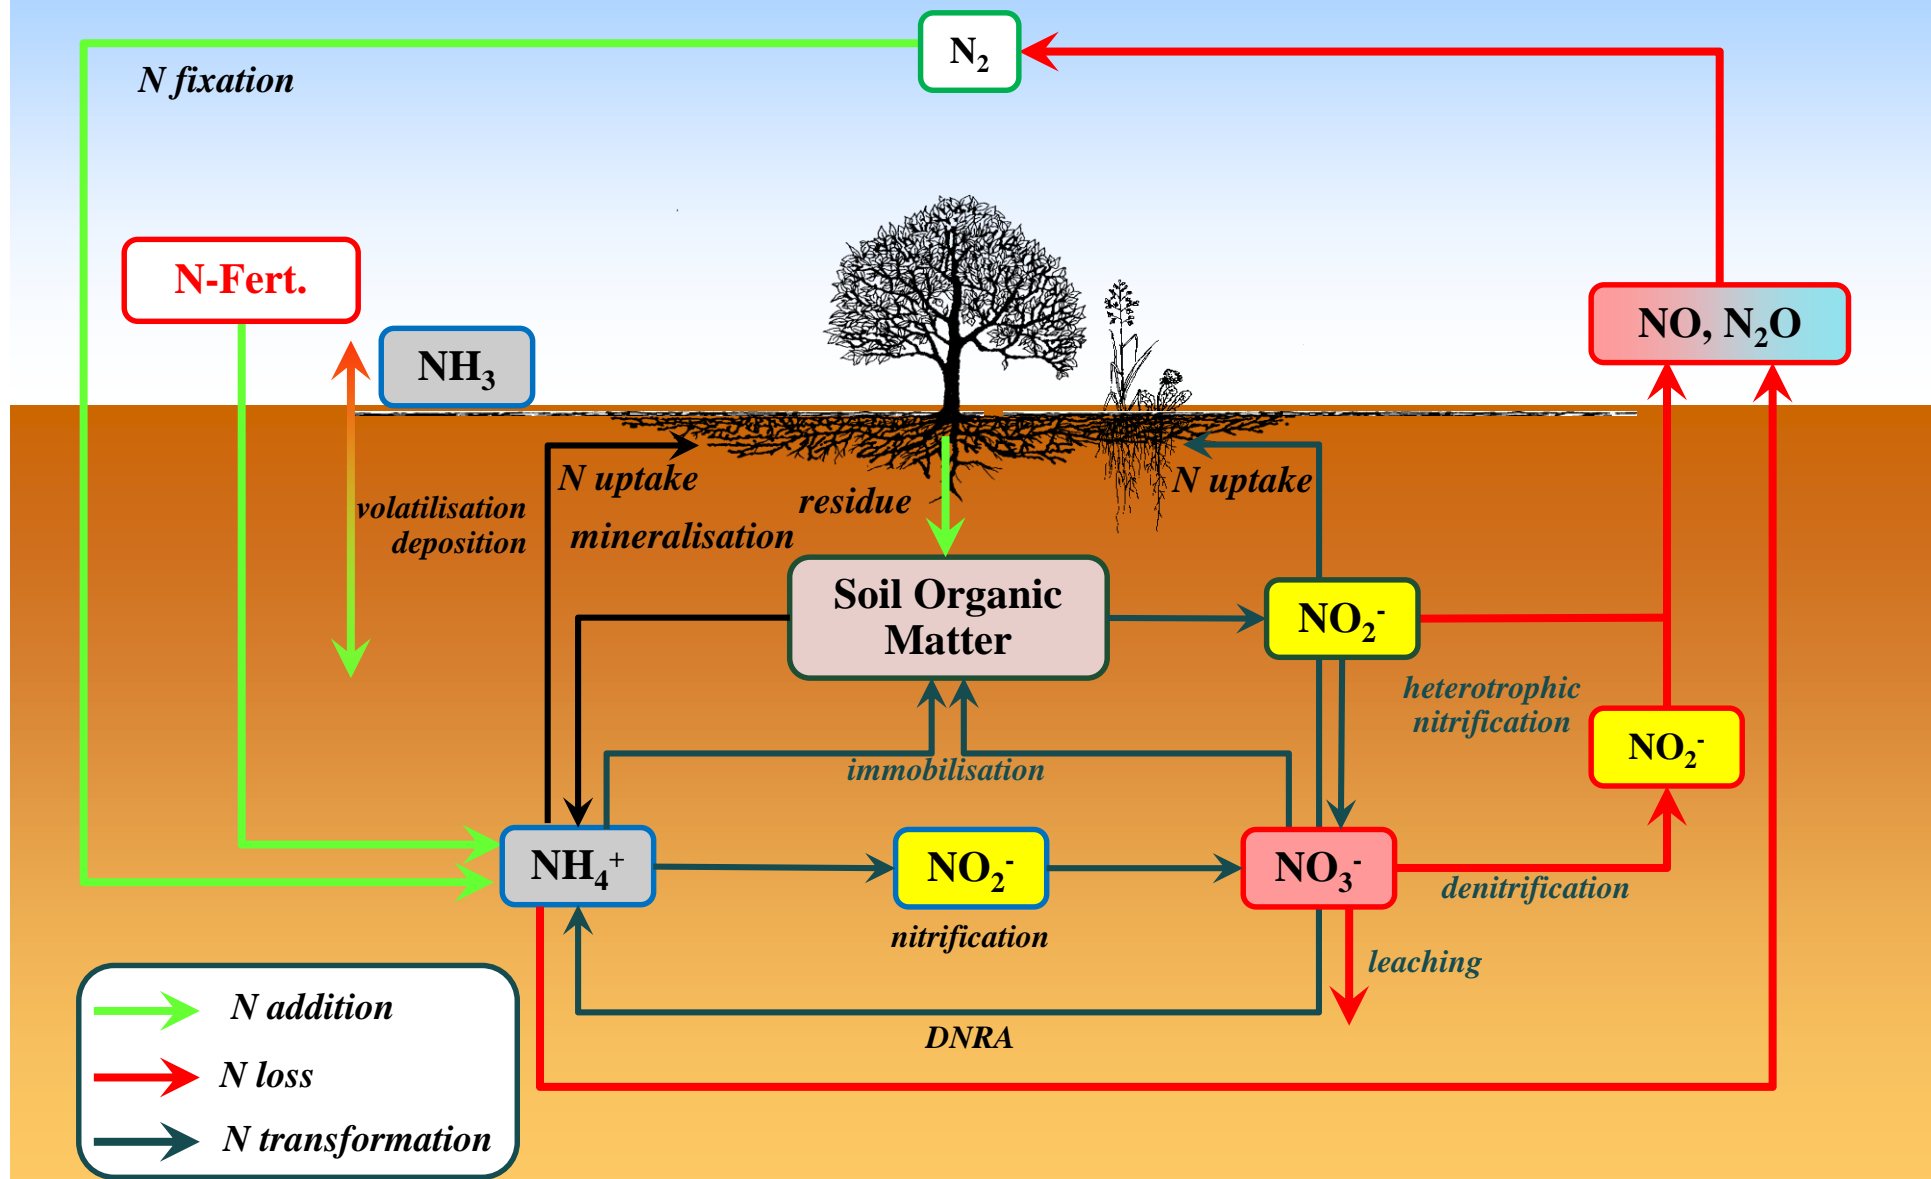 N₂
N fixation
N-Fert.
NH₃
NO, N₂O
N uptake
residue
N uptake
volatilisation
deposition
mineralisation
Soil Organic
Matter
NO₂⁻
heterotrophic
nitrification
NO₂⁻
immobilisation
NH₄⁺
NO₂⁻
NO₃⁻
denitrification
nitrification
leaching
DNRA
N addition
N loss
N transformation